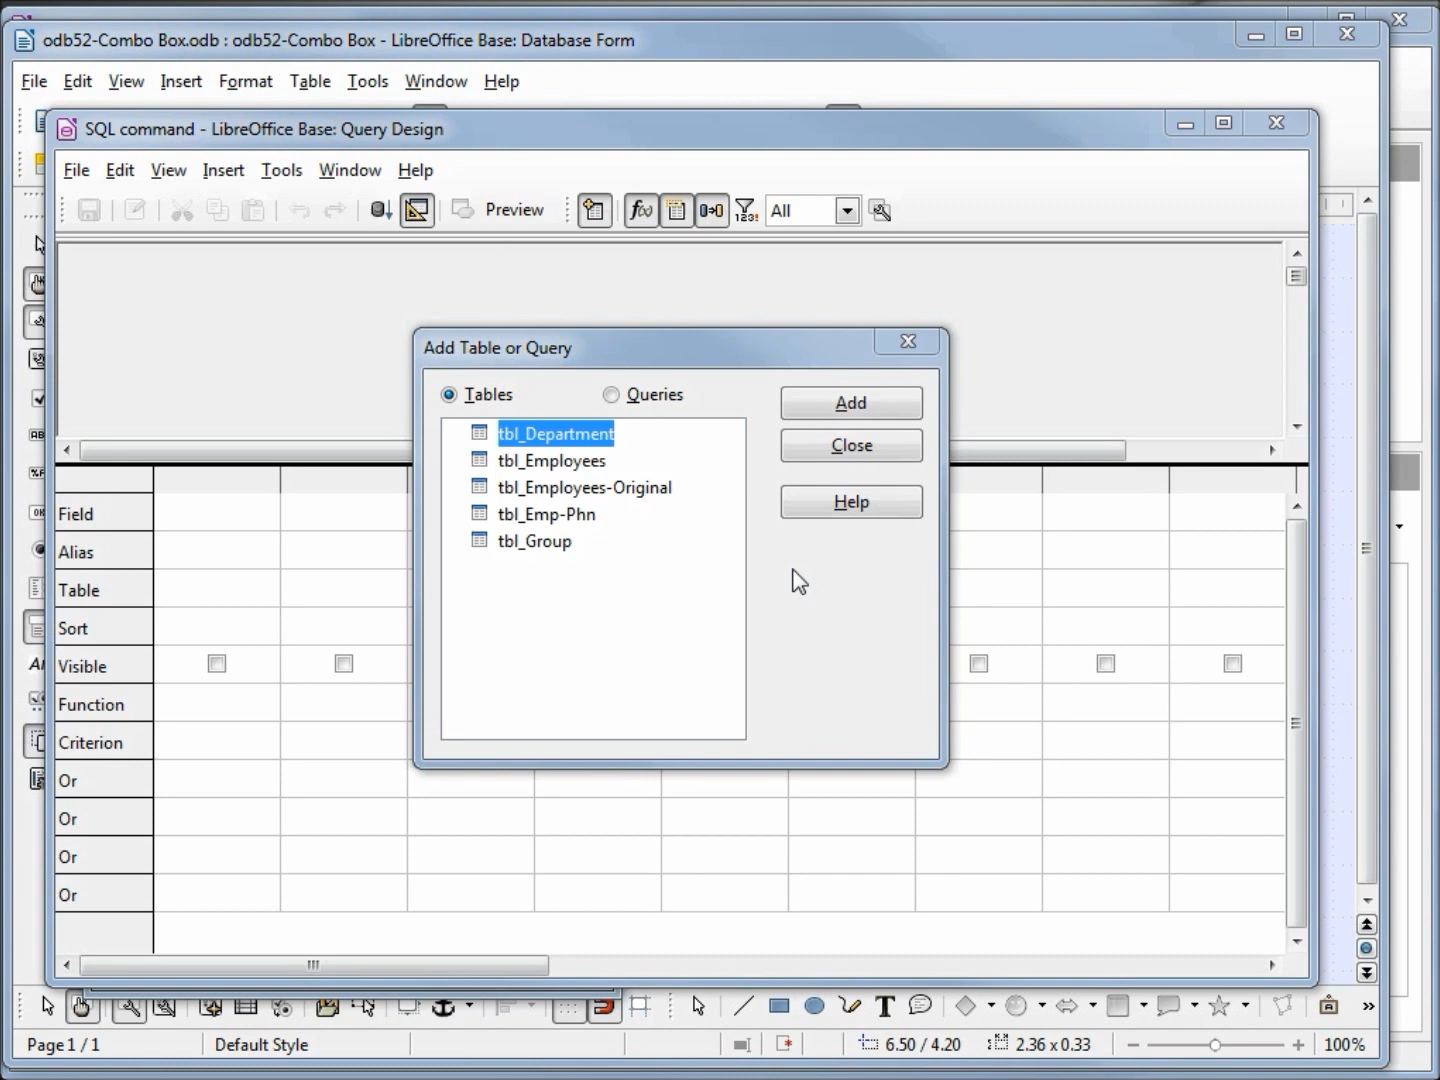 odb52-Combo Box.odb : odb52-Combo Box - LibreOffice Base: Database Form
File Edit View Insert Format Table Tools Window Help
SQL command - LibreOffice Base: Query Design
File Edit View Insert Tools Window Help
Preview f(x) 123! All
Add Table or Query
Tables Queries
tbl_Department
tbl_Employees
tbl_Employees-Original
tbl_Emp-Phn
tbl_Group
Add
Close
Help
Field
Alias
Table
Sort
Visible
Function
Criterion
Or
Or
Or
Or
T
Page 1 / 1 Default Style 6.50 / 4.20 2.36 x 0.33 100%